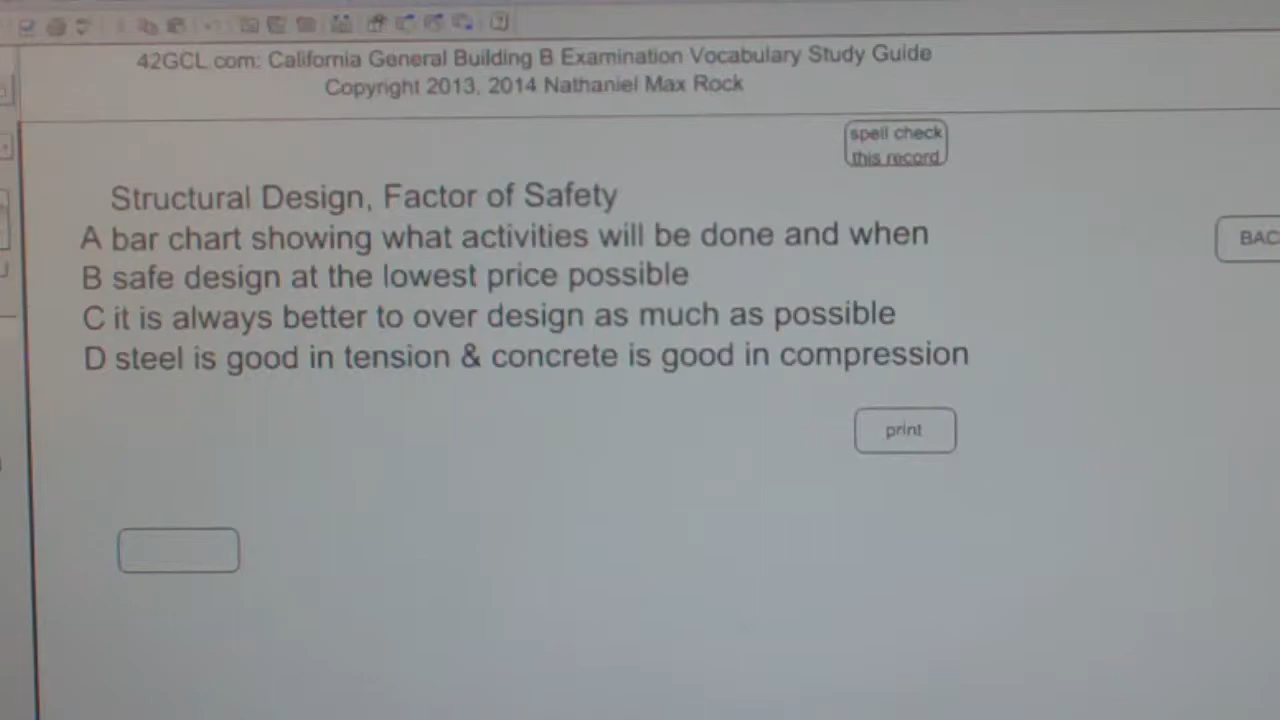 42GCL.com: California General Building B Examination Vocabulary Study Guide
Copyright 2013, 2014 Nathaniel Max Rock
spell check
this record
Structural Design, Factor of Safety
A bar chart showing what activities will be done and when
BAC
B safe design at the lowest price possible
C it is always better to over design as much as possible
D steel is good in tension & concrete is good in compression
print